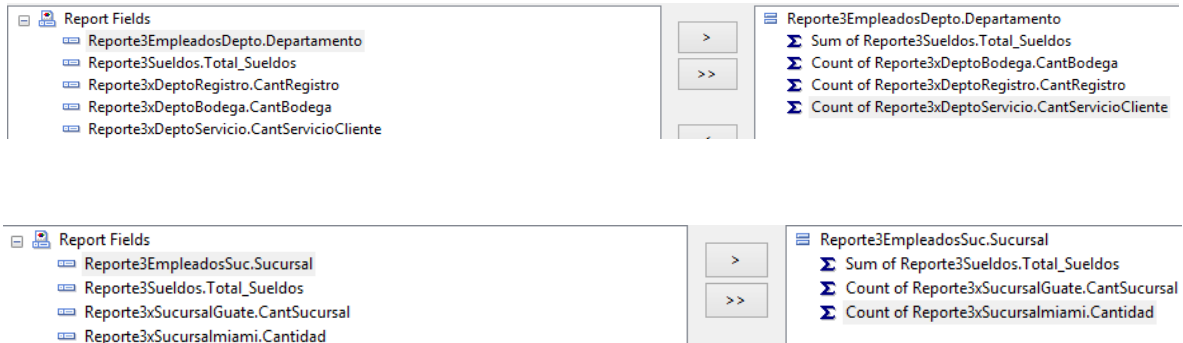 Report Fields
Reporte3EmpleadosDepto.Departamento
Reporte3Sueldos.Total_Sueldos
Reporte3xDeptoRegistro.CantRegistro
Reporte3xDeptoBodega.CantBodega
Reporte3xDeptoServicio.CantServicioCliente
>
>>
Reporte3EmpleadosDepto.Departamento
Sum of Reporte3Sueldos.Total_Sueldos
Count of Reporte3xDeptoBodega.CantBodega
Count of Reporte3xDeptoRegistro.CantRegistro
Count of Reporte3xDeptoServicio.CantServicioCliente
Report Fields
Reporte3EmpleadosSuc.Sucursal
Reporte3Sueldos.Total_Sueldos
Reporte3xSucursalGuate.CantSucursal
Reporte3xSucursalmiami.Cantidad
>
>>
Reporte3EmpleadosSuc.Sucursal
Sum of Reporte3Sueldos.Total_Sueldos
Count of Reporte3xSucursalGuate.CantSucursal
Count of Reporte3xSucursalmiami.Cantidad